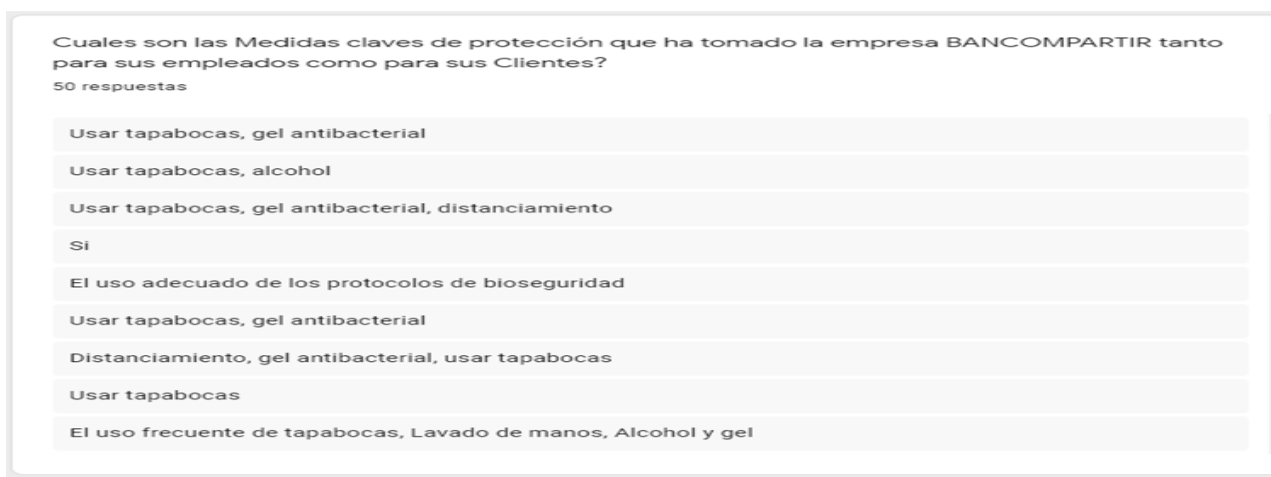 Cuales son las Medidas claves de protección que ha tomado la empresa BANCOMPARTIR tanto
para sus empleados como para sus Clientes?
50 respuestas
Usar tapabocas, gel antibacterial
Usar tapabocas, alcohol
Usar tapabocas, gel antibacterial, distanciamiento
Si
El uso adecuado de los protocolos de bioseguridad
Usar tapabocas, gel antibacterial
Distanciamiento, gel antibacterial, usar tapabocas
Usar tapabocas
El uso frecuente de tapabocas, Lavado de manos, Alcohol y gel